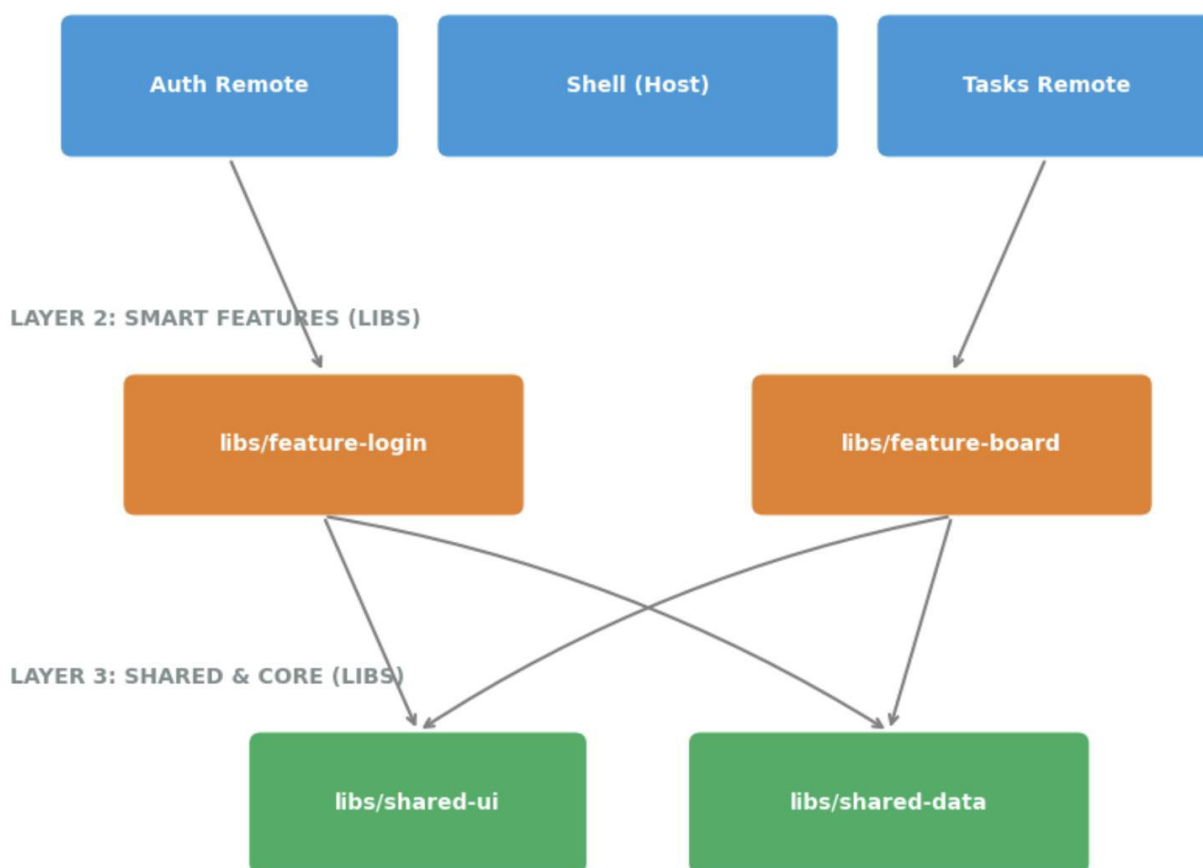 Auth Remote
Shell (Host)
Tasks Remote
LAYER 2: SMART FEATURES (LIBS)
libs/feature-login
libs/feature-board
LAYER 3: SHARED & CORE (LIBS)
libs/shared-ui
libs/shared-data